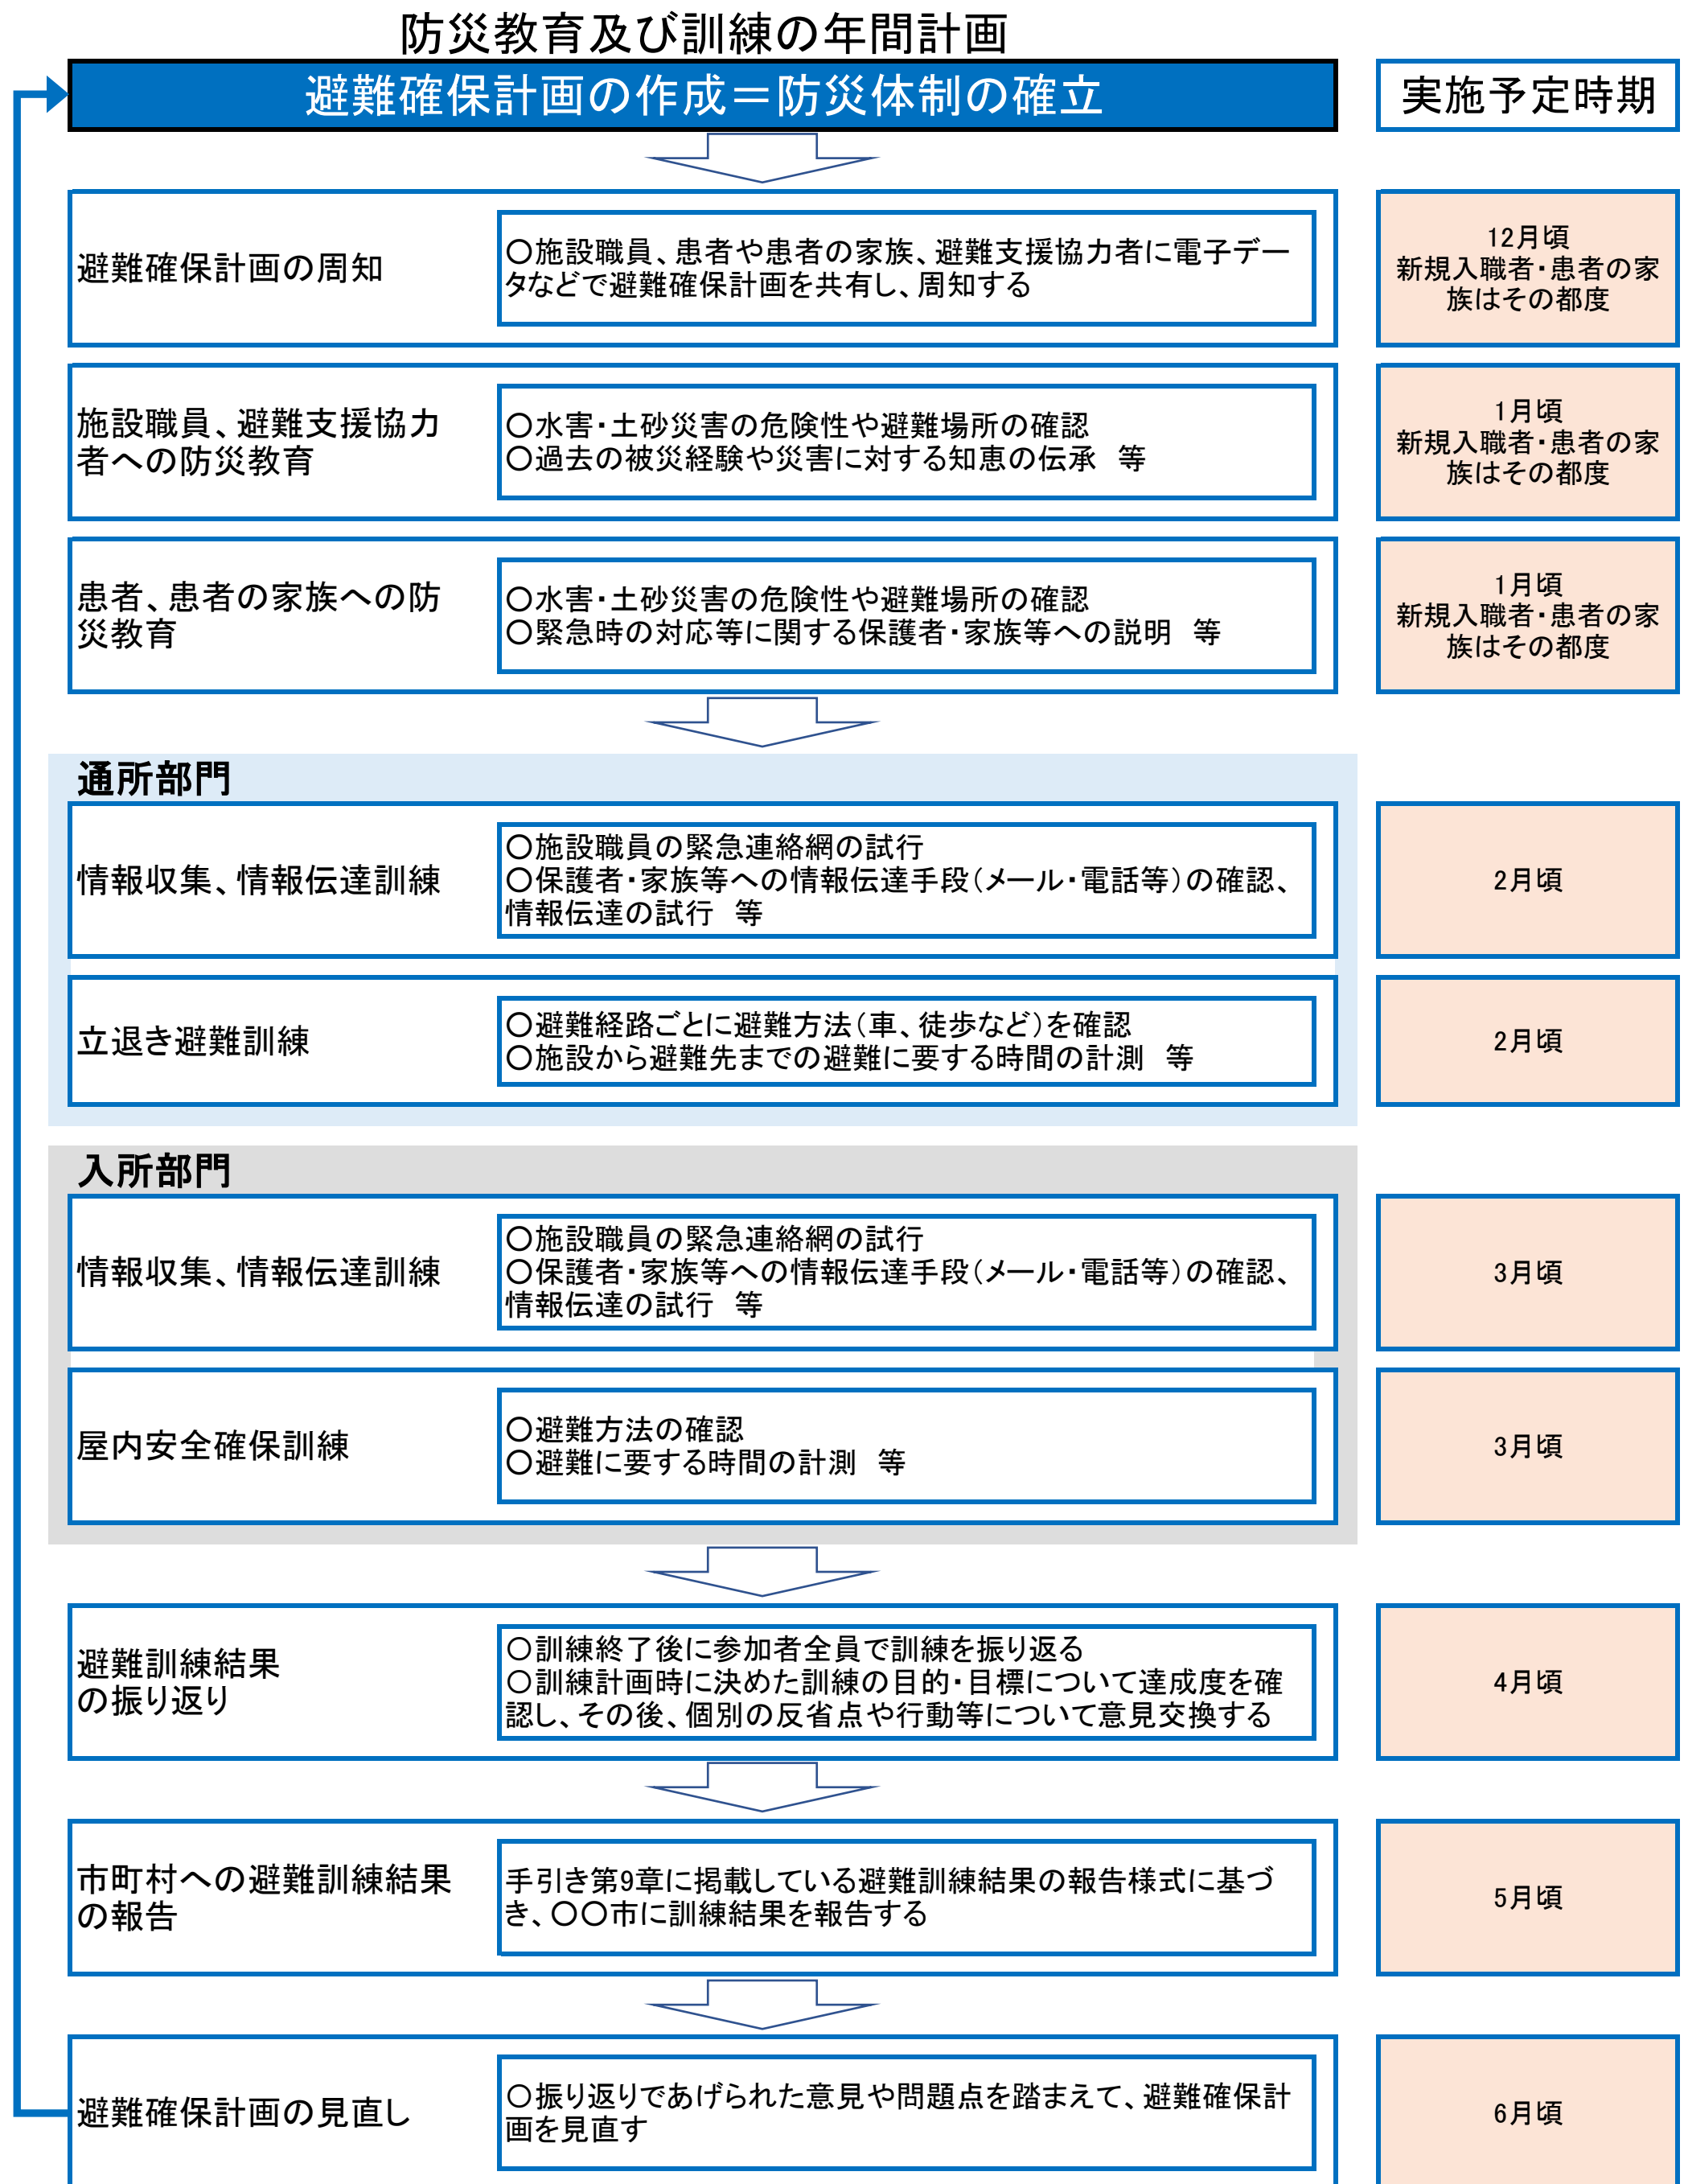 防災教育及び訓練の年間計画
避難確保計画の作成＝防災体制の確立
実施予定時期
避難確保計画の周知
〇施設職員、患者や患者の家族、避難支援協力者に電子デー
タなどで避難確保計画を共有し、周知する
12月頃
新規入職者・患者の家
族はその都度
施設職員、避難支援協力
者への防災教育
〇水害・土砂災害の危険性や避難場所の確認
〇過去の被災経験や災害に対する知恵の伝承　等
1月頃
新規入職者・患者の家
族はその都度
患者、患者の家族への防
災教育
〇水害・土砂災害の危険性や避難場所の確認
〇緊急時の対応等に関する保護者・家族等への説明　等
1月頃
新規入職者・患者の家
族はその都度
通所部門
情報収集、情報伝達訓練
〇施設職員の緊急連絡網の試行
〇保護者・家族等への情報伝達手段（メール・電話等）の確認、
情報伝達の試行　等
2月頃
立退き避難訓練
〇避難経路ごとに避難方法（車、徒歩など）を確認
〇施設から避難先までの避難に要する時間の計測　等
2月頃
入所部門
情報収集、情報伝達訓練
〇施設職員の緊急連絡網の試行
〇保護者・家族等への情報伝達手段（メール・電話等）の確認、
情報伝達の試行　等
3月頃
屋内安全確保訓練
〇避難方法の確認
〇避難に要する時間の計測　等
3月頃
避難訓練結果
の振り返り
〇訓練終了後に参加者全員で訓練を振り返る
〇訓練計画時に決めた訓練の目的・目標について達成度を確
認し、その後、個別の反省点や行動等について意見交換する
4月頃
市町村への避難訓練結果
の報告
手引き第9章に掲載している避難訓練結果の報告様式に基づ
き、〇〇市に訓練結果を報告する
5月頃
避難確保計画の見直し
〇振り返りであげられた意見や問題点を踏まえて、避難確保計
画を見直す
6月頃